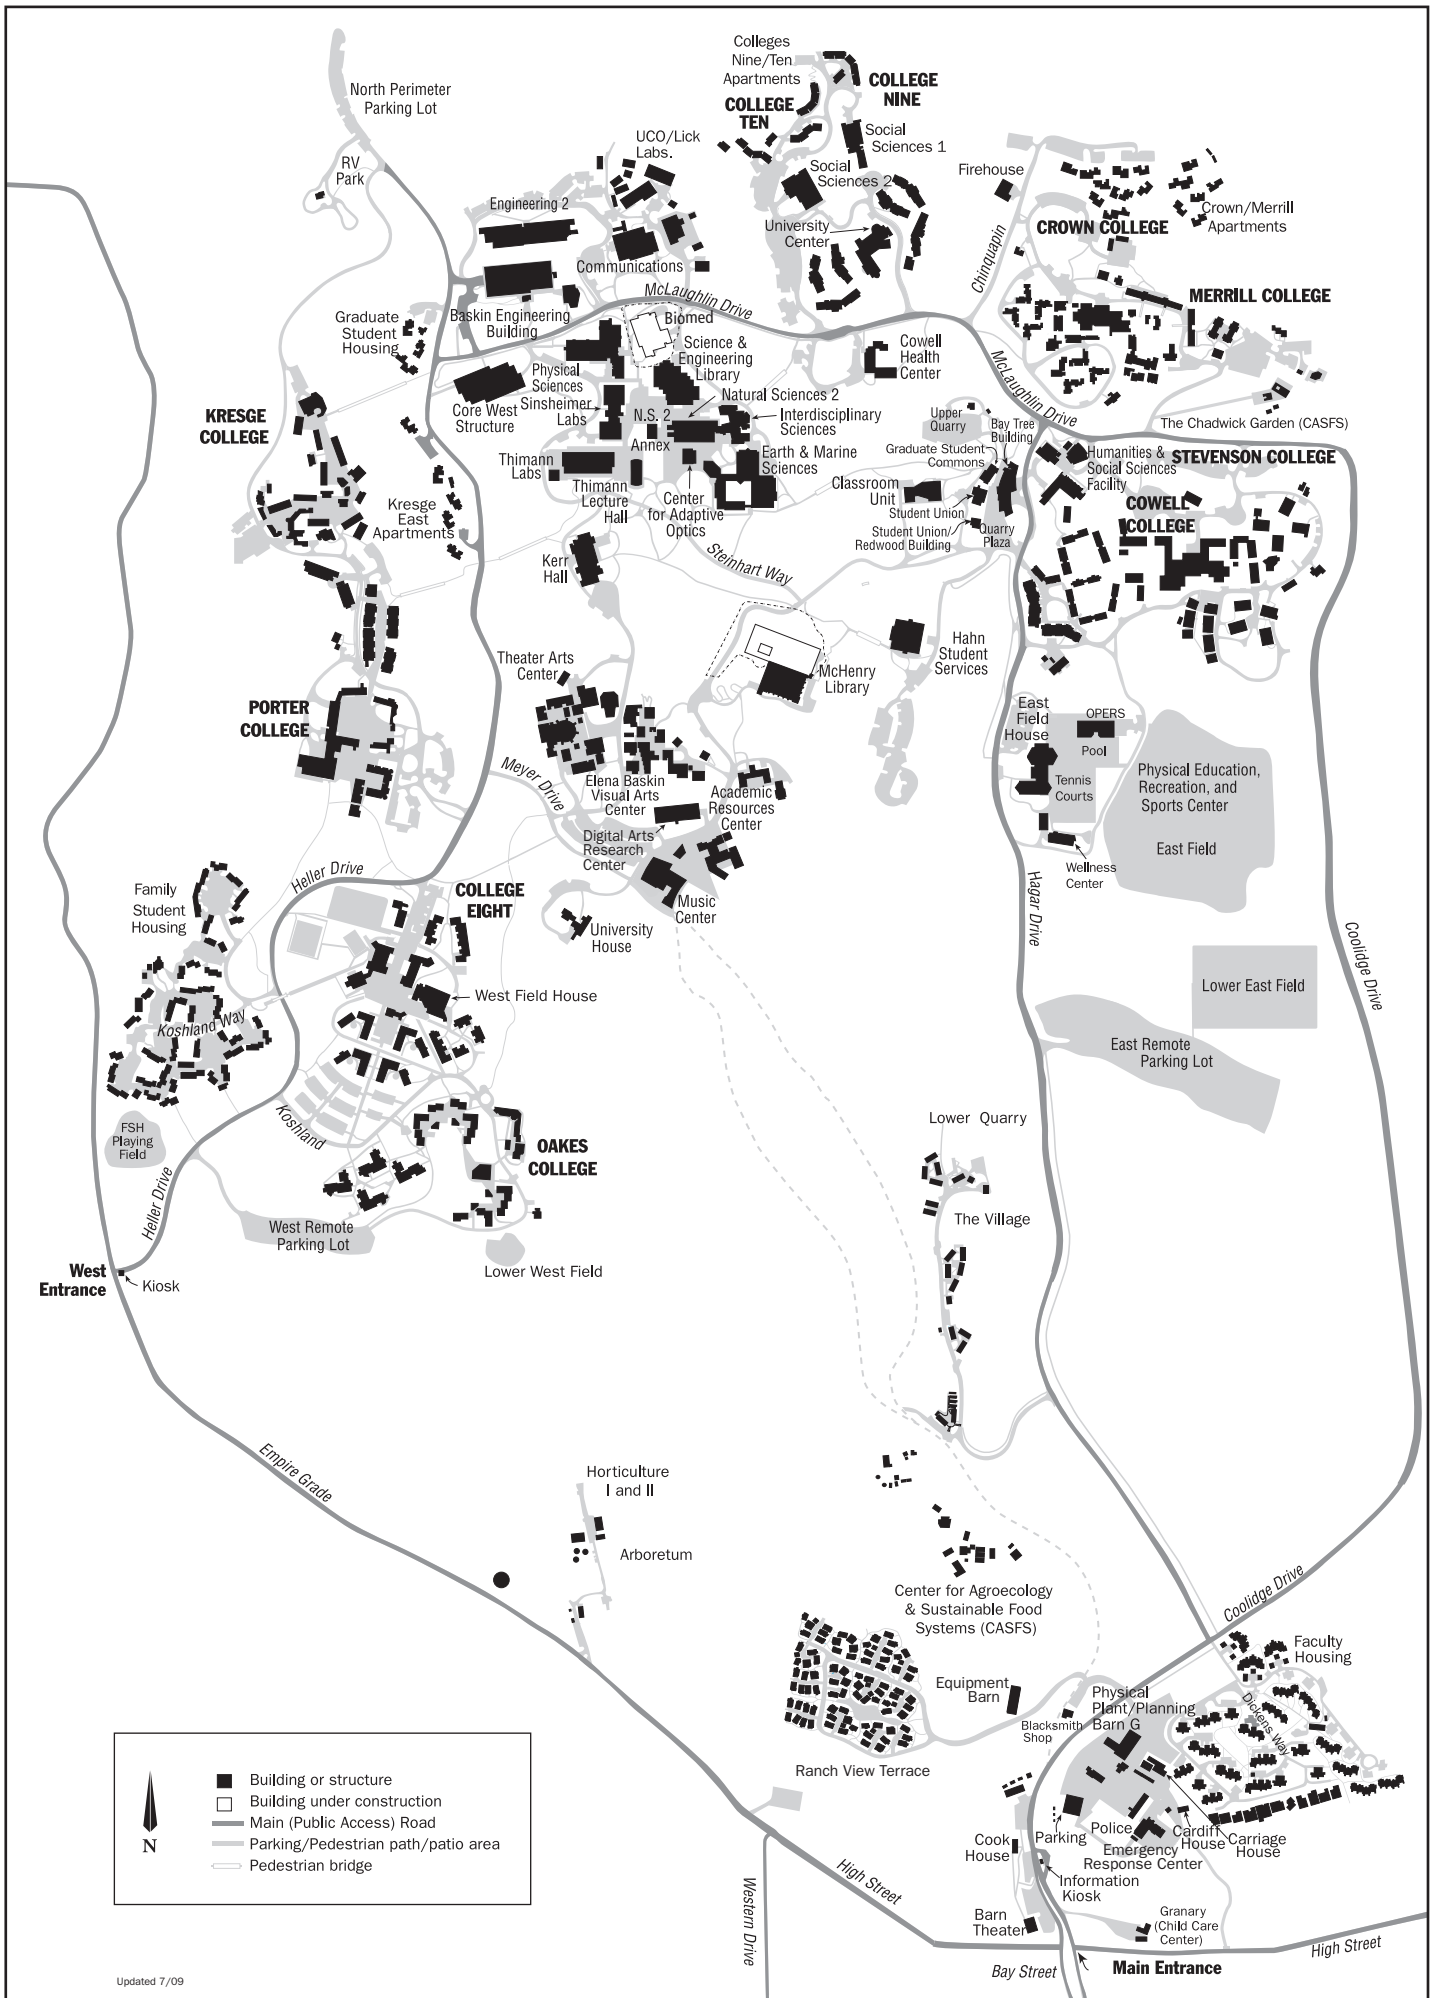 Colleges
Nine/Ten
Apartments
COLLEGE
NINE
COLLEGE
TEN
North Perimeter
Parking Lot
UCO/Lick
Labs.
Social
Sciences 1
RV
Park
Social
Sciences 2
Firehouse
Engineering 2
University
Center
Crown/Merrill
Apartments
CROWN COLLEGE
Chinquapin
Communications
McLaughlin Drive
MERRILL COLLEGE
Graduate
Student
Housing
Baskin Engineering
Building
Biomed
Science &
Engineering
Library
Cowell
Health
Center
McLaughlin Drive
Physical
Sciences
Sinsheimer
Labs
Natural Sciences 2
Core West
Structure
N.S. 2
Annex
Interdisciplinary
Sciences
KRESGE
COLLEGE
Upper
Quarry
Bay Tree
Building
The Chadwick Garden (CASFS)
Graduate Student
Commons
Humanities &
Social Sciences
Facility
STEVENSON COLLEGE
Thimann
Labs
Earth & Marine
Sciences
Thimann
Lecture
Hall
Center
for Adaptive
Optics
Classroom
Unit
Student Union
Student Union/
Redwood Building
Quarry
Plaza
COWELL
COLLEGE
Kresge
East
Apartments
Kerr
Hall
Steinhart Way
Hahn
Student
Services
Theater Arts
Center
McHenry
Library
PORTER
COLLEGE
East
Field
House
OPERS
Pool
Tennis
Courts
Physical Education,
Recreation, and
Sports Center
East Field
Meyer Drive
Elena Baskin
Visual Arts
Center
Academic
Resources
Center
Digital Arts
Research
Center
Wellness
Center
Heller Drive
Family
Student
Housing
COLLEGE
EIGHT
Music
Center
University
House
Hagar Drive
Coolidge Drive
West Field House
Lower East Field
Koshland Way
East Remote
Parking Lot
Koshland
FSH
Playing
Field
Lower Quarry
OAKES
COLLEGE
Heller Drive
West Remote
Parking Lot
The Village
Lower West Field
West
Entrance
Kiosk
Empire Grade
Horticulture
I and II
Arboretum
Center for Agroecology
& Sustainable Food
Systems (CASFS)
Coolidge Drive
Faculty
Housing
Equipment
Barn
Physical
Plant/Planning
Barn G
Blacksmith
Shop
Dickens Way
Ranch View Terrace
Cook
House
Parking
Police
Cardiff
House
Carriage
House
Emergency
Response Center
Information
Kiosk
High Street
Western Drive
Barn
Theater
Granary
(Child Care
Center)
High Street
Bay Street
Main Entrance
N
Building or structure
Building under construction
Main (Public Access) Road
Parking/Pedestrian path/patio area
Pedestrian bridge
Updated 7/09